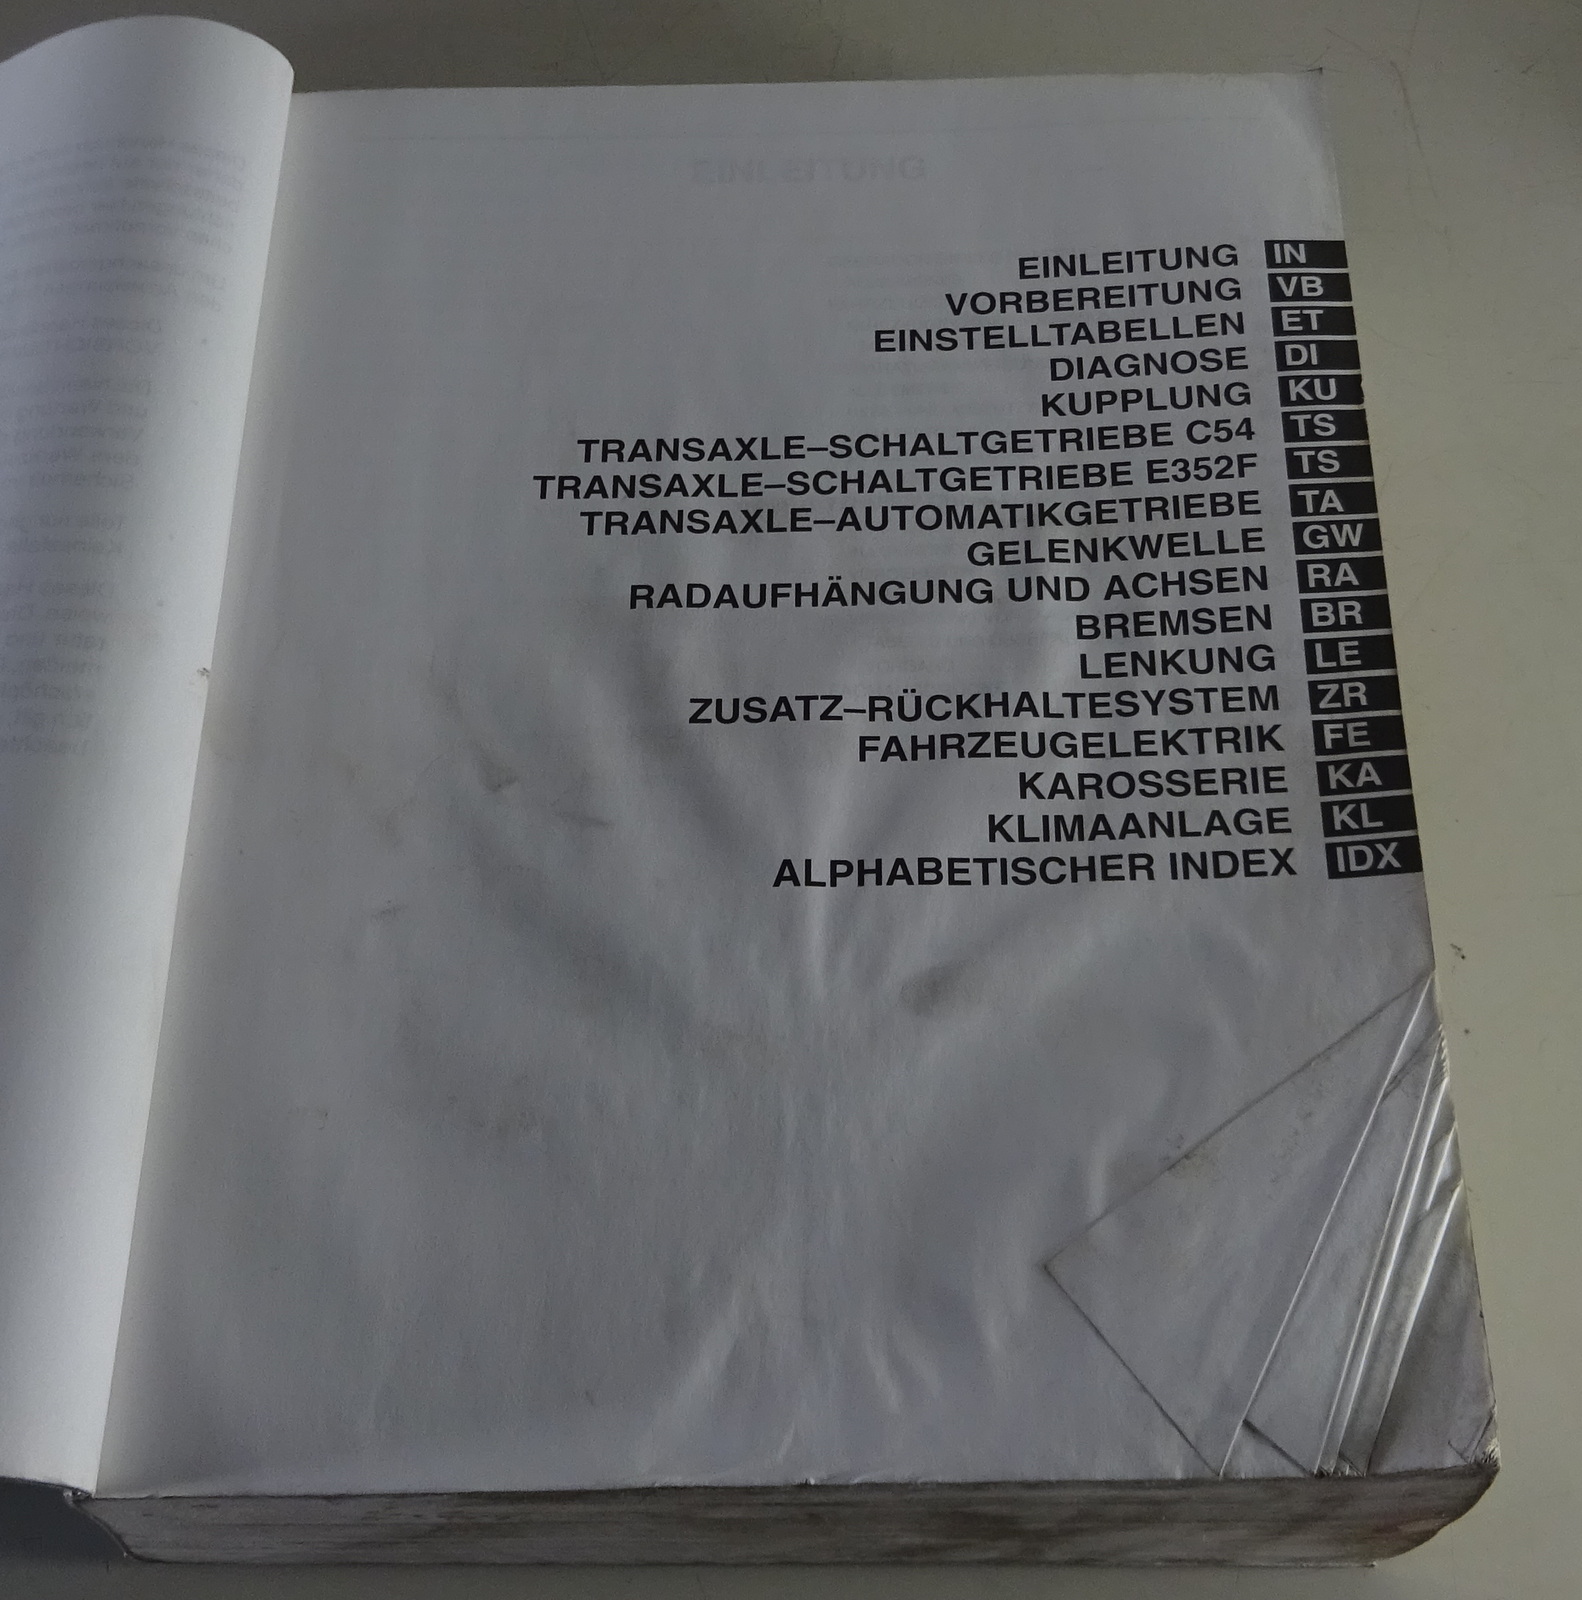 EINLEITUNG IN
VORBEREITUNG VB
EINSTELLTABELLEN ET
DIAGNOSE DI
KUPPLUNG KU
TRANSAXLE–SCHALTGETRIEBE C54 TS
TRANSAXLE–SCHALTGETRIEBE E352F TS
TRANSAXLE–AUTOMATIKGETRIEBE TA
GELENKWELLE GW
RADAUFHÄNGUNG UND ACHSEN RA
BREMSEN BR
LENKUNG LE
ZUSATZ–RÜCKHALTESYSTEM ZR
FAHRZEUGELEKTRIK FE
KAROSSERIE KA
KLIMAANLAGE KL
ALPHABETISCHER INDEX IDX